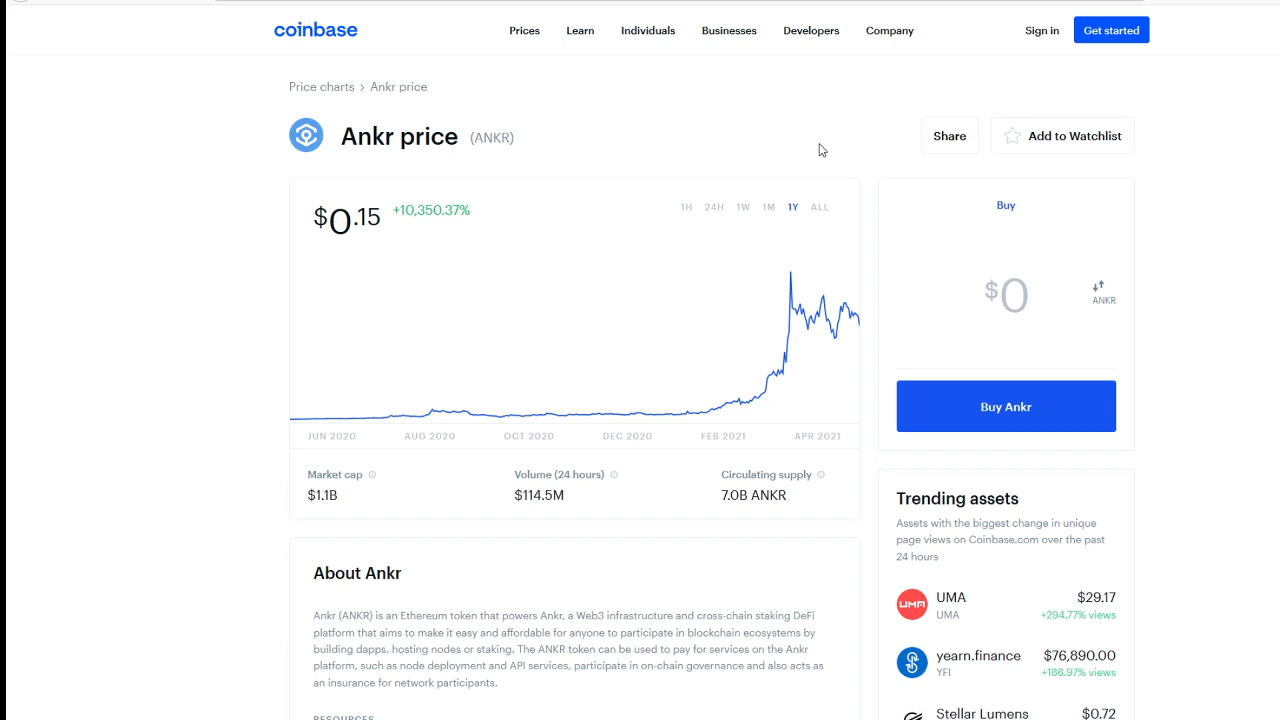 coinbase
Prices Learn Individuals Businesses Developers Company
Sign in Get started
Price charts › Ankr price
Ankr price (ANKR)
Share Add to Watchlist
$0.15 +10,350.37%
1H 24H 1W 1M 1Y ALL
JUN 2020 AUG 2020 OCT 2020 DEC 2020 FEB 2021 APR 2021
Market cap Volume (24 hours) Circulating supply
$1.1B $114.5M 7.0B ANKR
Buy
$0
ANKR
Buy Ankr
About Ankr
Ankr (ANKR) is an Ethereum token that powers Ankr, a Web3 infrastructure and cross-chain staking DeFi
platform that aims to make it easy and affordable for anyone to participate in blockchain ecosystems by
building dapps, hosting nodes or staking. The ANKR token can be used to pay for services on the Ankr
platform, such as node deployment and API services, participate in on-chain governance and also acts as
an insurance for network participants.
RESOURCES
Trending assets
Assets with the biggest change in unique
page views on Coinbase.com over the past
24 hours
UMA
UMA $29.17
UMA +294.77% views
yearn.finance $76,890.00
YFI +186.97% views
Stellar Lumens $0.72